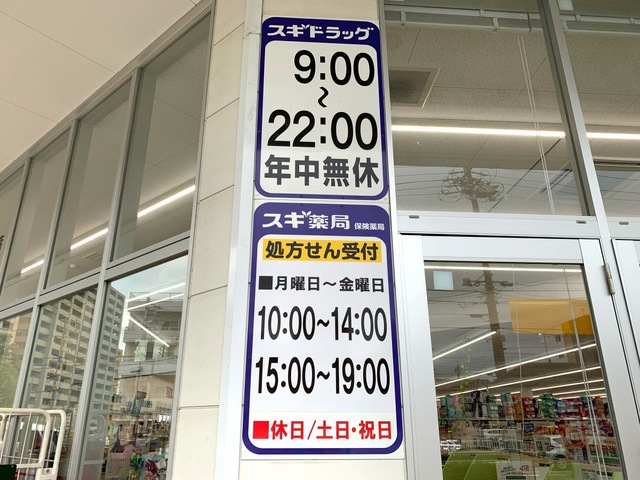 スギドラッグ
9:00
～
22:00
年中無休
スギ薬局 保険薬局
処方せん受付
■月曜日～金曜日
10:00~14:00
15:00~19:00
■休日/土日・祝日